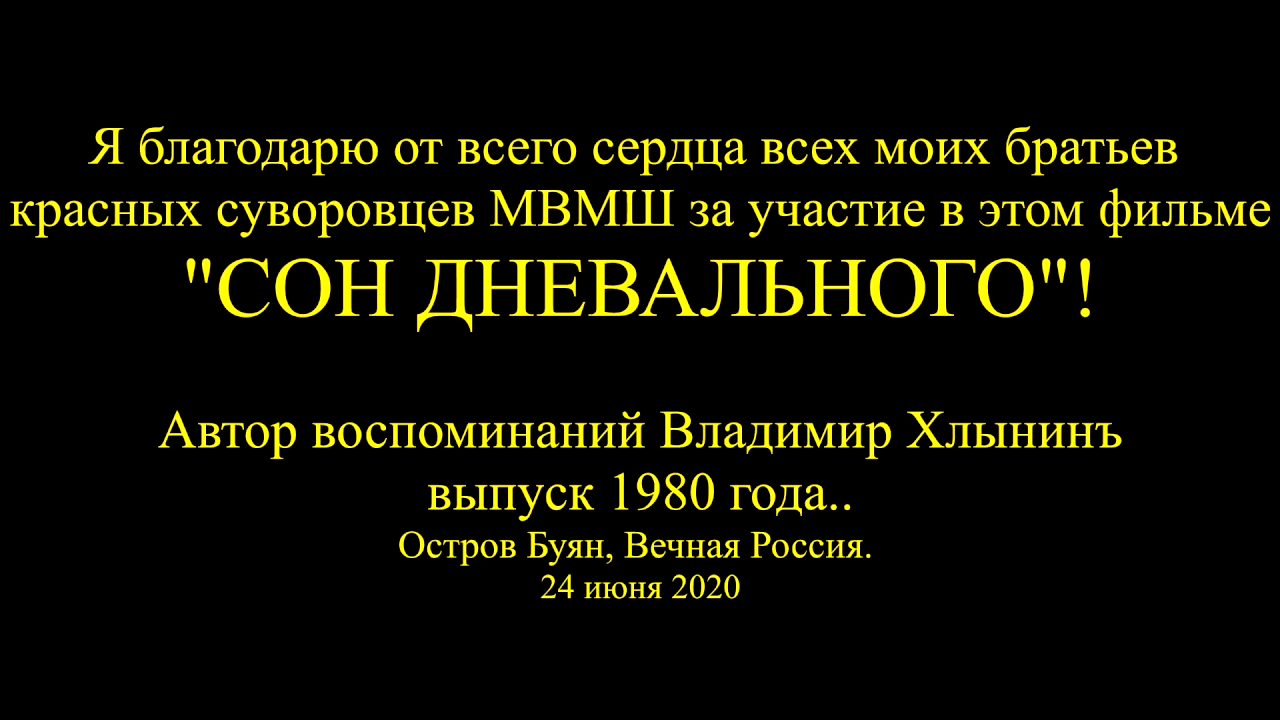 Я благодарю от всего сердца всех моих братьев
красных суворовцев МВМШ за участие в этом фильме
"СОН ДНЕВАЛЬНОГО"!
Автор воспоминаний Владимир Хлынинъ
выпуск 1980 года..
Остров Буян, Вечная Россия.
24 июня 2020